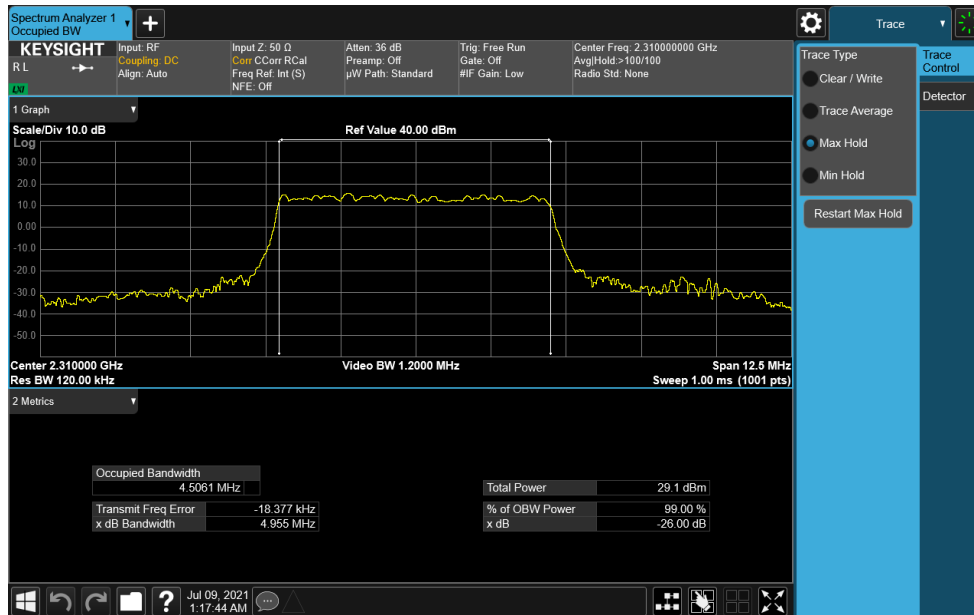 Spectrum Analyzer 1
Occupied BW
KEYSIGHT
R L
LXI
Input: RF
Coupling: DC
Align: Auto
Input Z: 50 Ω
Corr CCorr RCal
Freq Ref: Int (S)
NFE: Off
Atten: 36 dB
Preamp: Off
µW Path: Standard
Trig: Free Run
Gate: Off
#IF Gain: Low
Center Freq: 2.310000000 GHz
Avg|Hold:>100/100
Radio Std: None
Trace
Trace Type
Clear / Write
Trace Average
Max Hold
Min Hold
Restart Max Hold
Trace
Control
Detector
1 Graph
Scale/Div 10.0 dB
Ref Value 40.00 dBm
Log
30.0
20.0
10.0
0.00
-10.0
-20.0
-30.0
-40.0
-50.0
Center 2.310000 GHz
Video BW 1.2000 MHz
Span 12.5 MHz
Res BW 120.00 kHz
Sweep 1.00 ms (1001 pts)
2 Metrics
Occupied Bandwidth
4.5061 MHz
Total Power 29.1 dBm
Transmit Freq Error -18.377 kHz
% of OBW Power 99.00 %
x dB Bandwidth 4.955 MHz
x dB -26.00 dB
?
Jul 09, 2021
1:17:44 AM